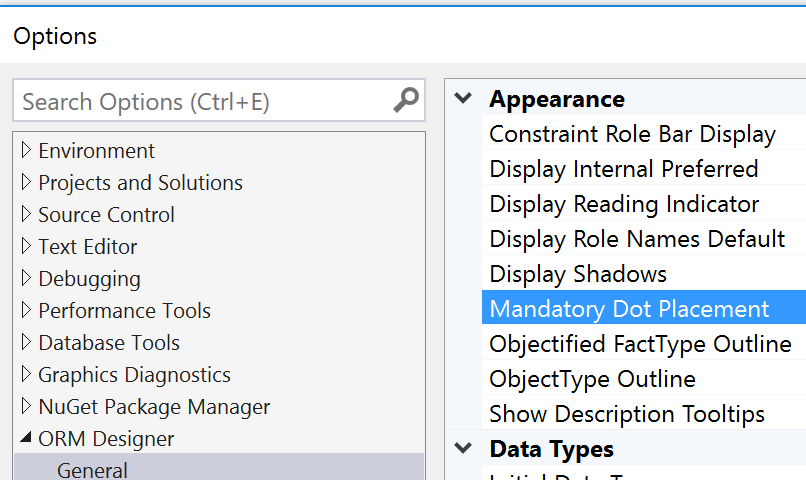 Options
Search Options (Ctrl+E)
Environment
Projects and Solutions
Source Control
Text Editor
Debugging
Performance Tools
Database Tools
Graphics Diagnostics
NuGet Package Manager
ORM Designer
General
Appearance
Constraint Role Bar Display
Display Internal Preferred
Display Reading Indicator
Display Role Names Default
Display Shadows
Mandatory Dot Placement
Objectified FactType Outline
ObjectType Outline
Show Description Tooltips
Data Types